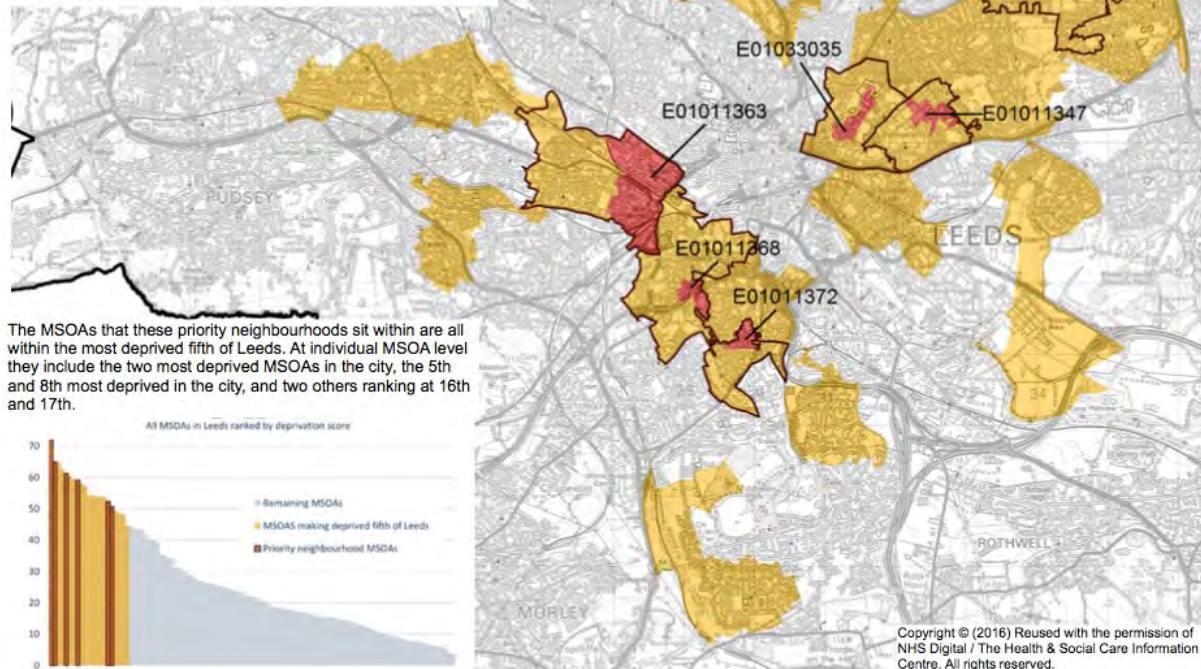 E01033035
E01011363
E01011347
PUDSEY
LEEDS
E01011368
E01011372
The MSOAs that these priority neighbourhoods sit within are all
within the most deprived fifth of Leeds. At individual MSOA level
they include the two most deprived MSOAs in the city, the 5th
and 8th most deprived in the city, and two others ranking at 16th
and 17th.
34
All MSOAs in Leeds ranked by deprivation score
70
60
50
40
30
20
10
0
Remaining MSOAs
MSOAS making deprived fifth of Leeds
Priority neighbourhood MSOAs
ROTHWELL
MORLEY
Copyright © (2016) Reused with the permission of
NHS Digital / The Health & Social Care Information
Centre. All rights reserved.